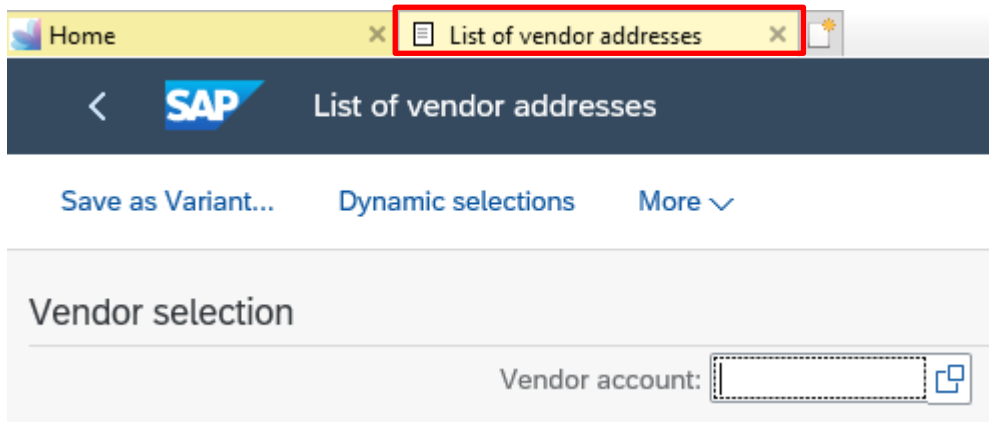 Home
List of vendor addresses
SAP List of vendor addresses
Save as Variant... Dynamic selections More
Vendor selection
Vendor account: